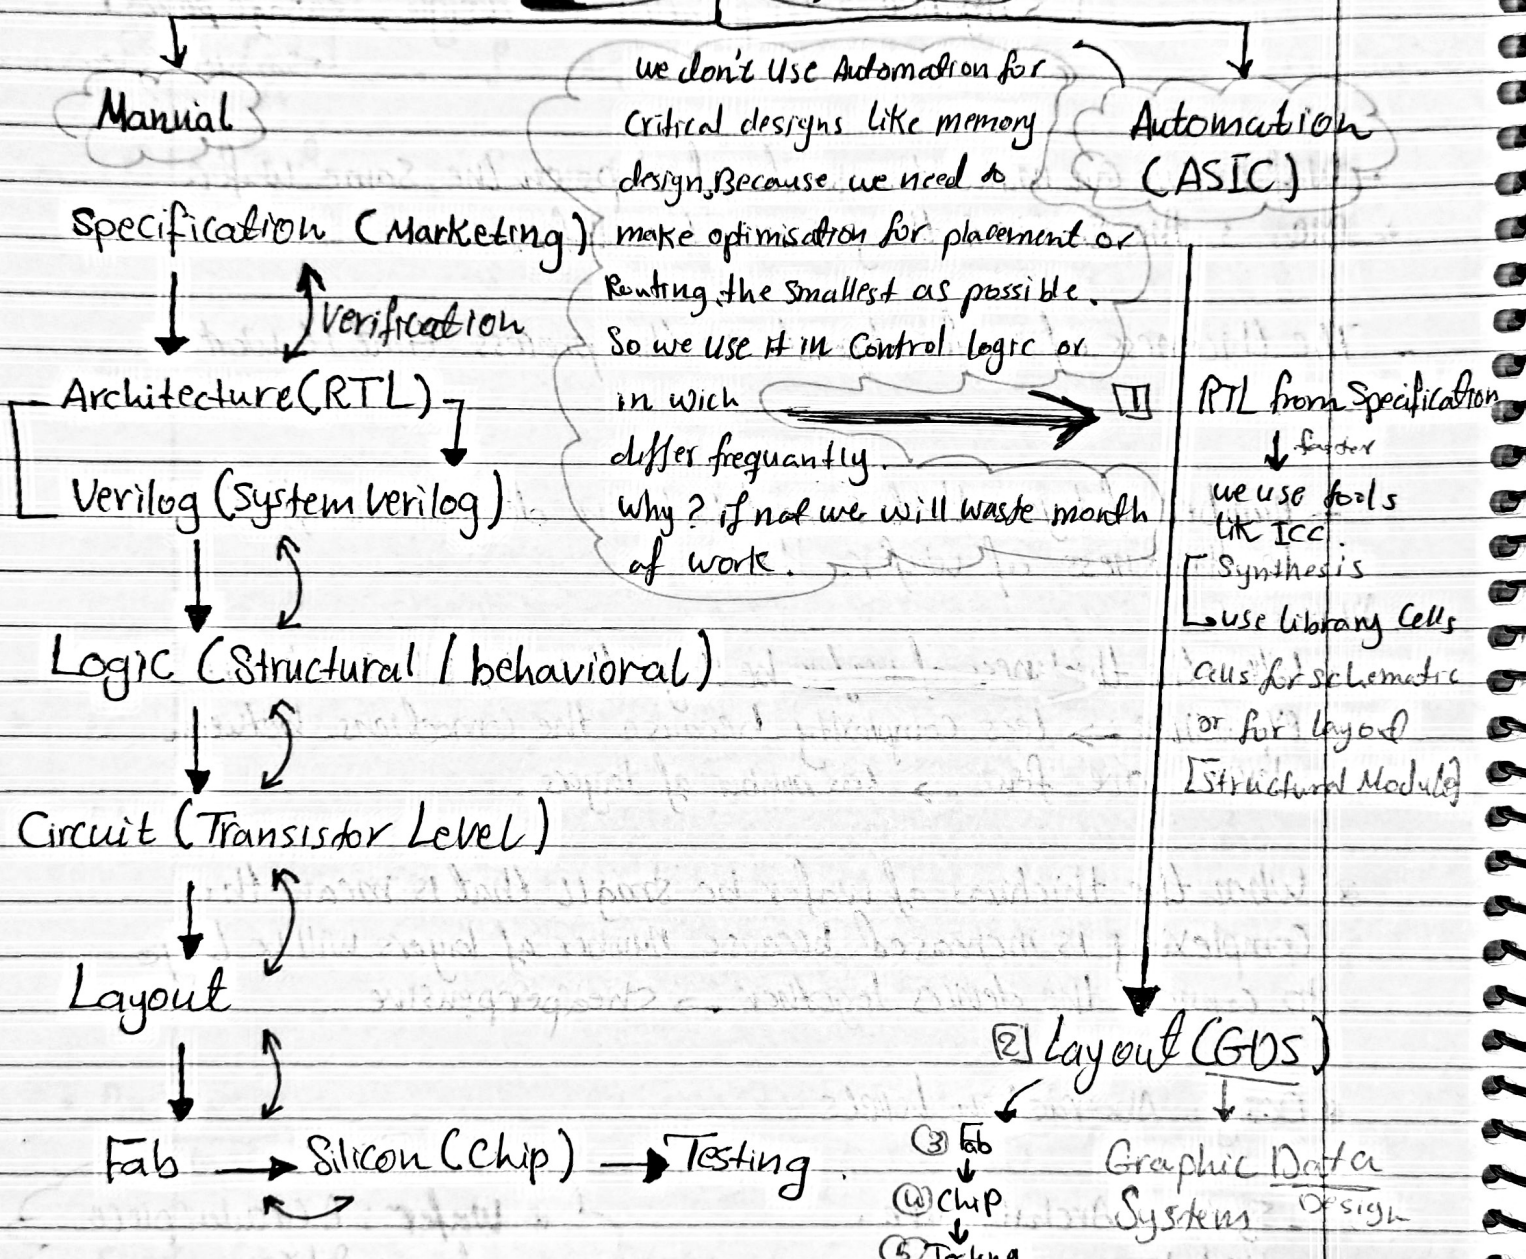 Manual
Specification (Marketing)
Verification
Architecture (RTL)
Verilog (System Verilog)
Logic (Structural / behavioral)
Circuit (Transistor Level)
Layout
Fab
Silicon (Chip)
Testing
we don't use Automation for
Critical designs like memory
design, Because we need to
make optimisation for placement or
Routing the smallest as possible.
So we use it in Control logic or
in wich
differ frequantly.
Why? if not we will waste month
of work.
Automation
(ASIC)
1 RTL from Specification
faster
we use tools
lik ICC
Synthesis
use library Cells
Cells for schematic
or for layout
[Structural Module]
2 Layout (GDS)
(3) Fab
(4) Chip
(5)
Graphic Data
System Design